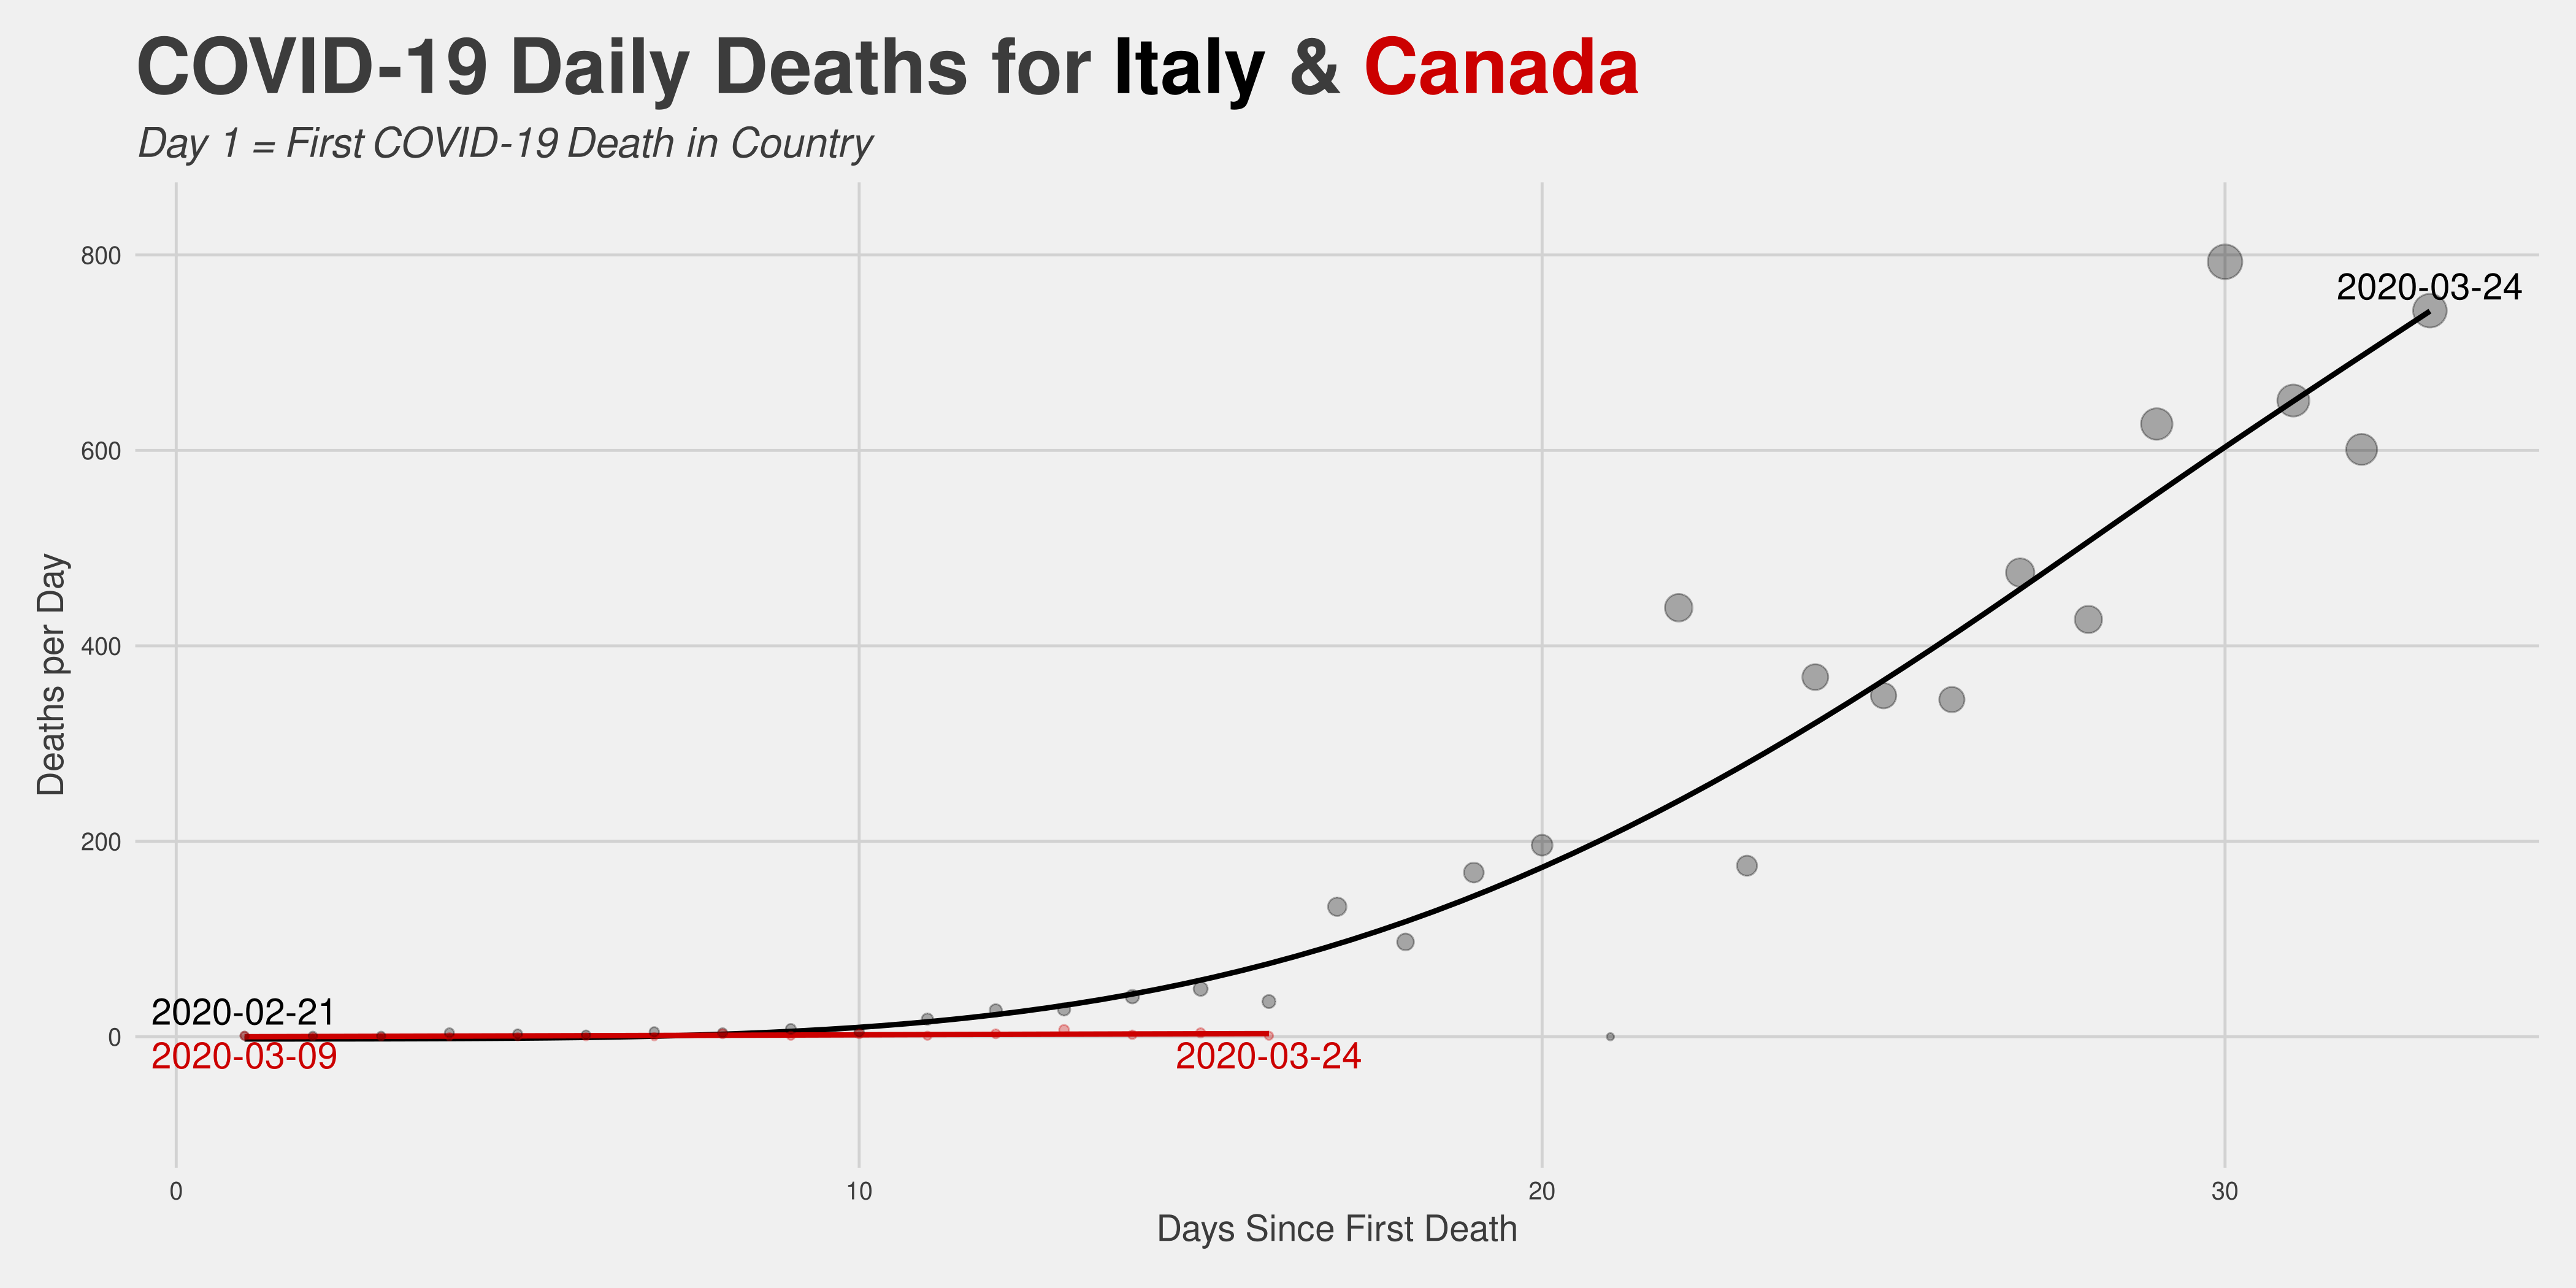 COVID-19 Daily Deaths for Italy & Canada
Day 1 = First COVID-19 Death in Country
800
600
400
200
0
Deaths per Day
2020-03-24
2020-02-21
2020-03-09
2020-03-24
0 10 20 30
Days Since First Death